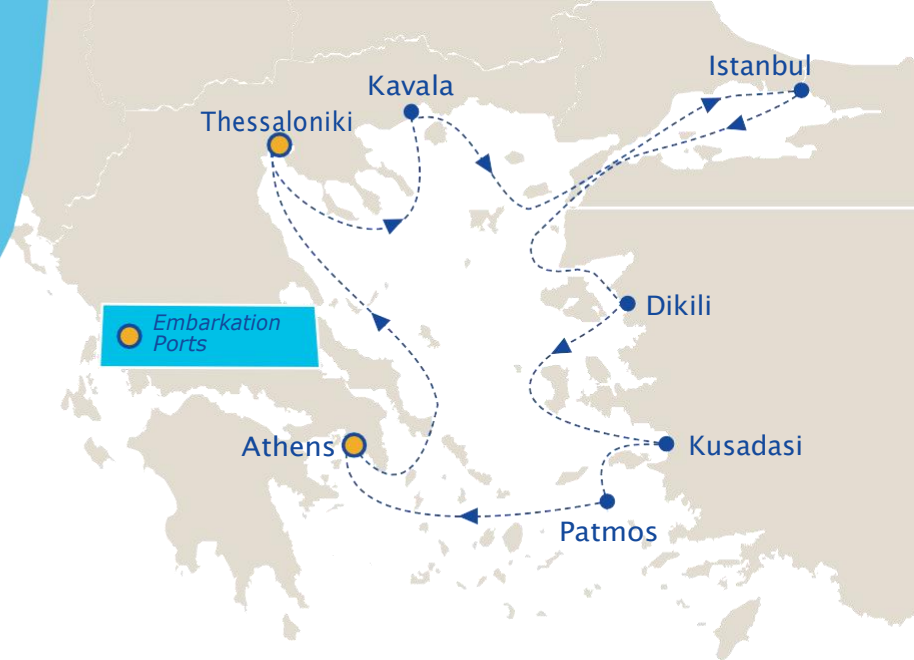 Istanbul
Kavala
Thessaloniki
Dikili
Embarkation
Ports
Athens
Kusadasi
Patmos